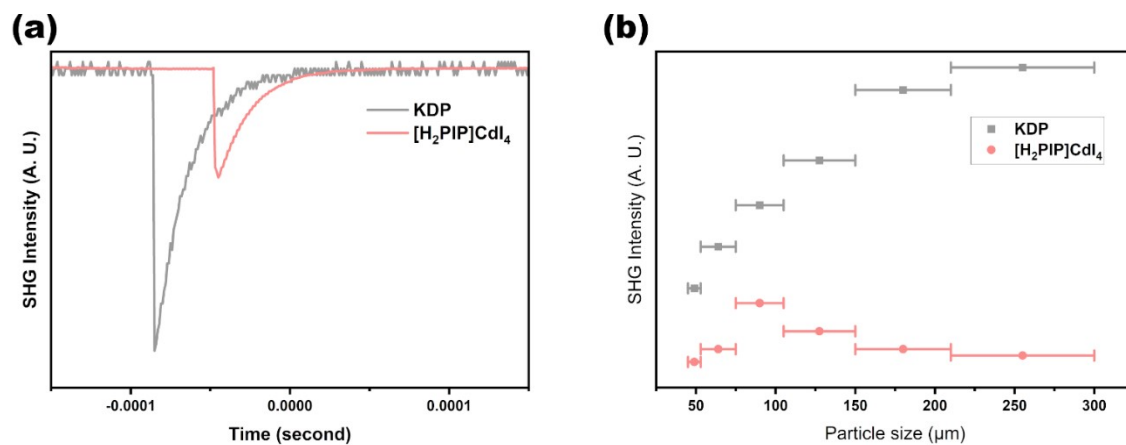 (a)
SHG Intensity (A. U.)
KDP
[H₂PIP]CdI₄
-0.0001
0.0000
0.0001
Time (second)
(b)
SHG Intensity (A. U.)
KDP
[H₂PIP]CdI₄
50
100
150
200
250
300
Particle size (μm)